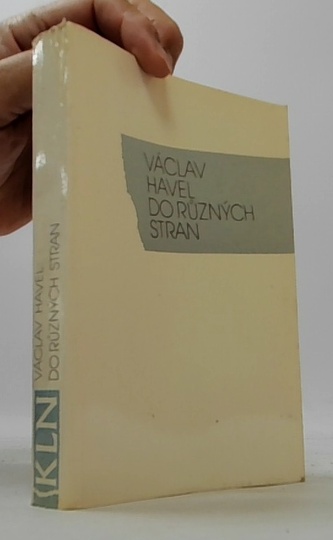 VÁCLAV
HAVEL
DO RŮZNÝCH
STRAN
VÁCLAV HAVEL
DO RŮZNÝCH STRAN
KLN